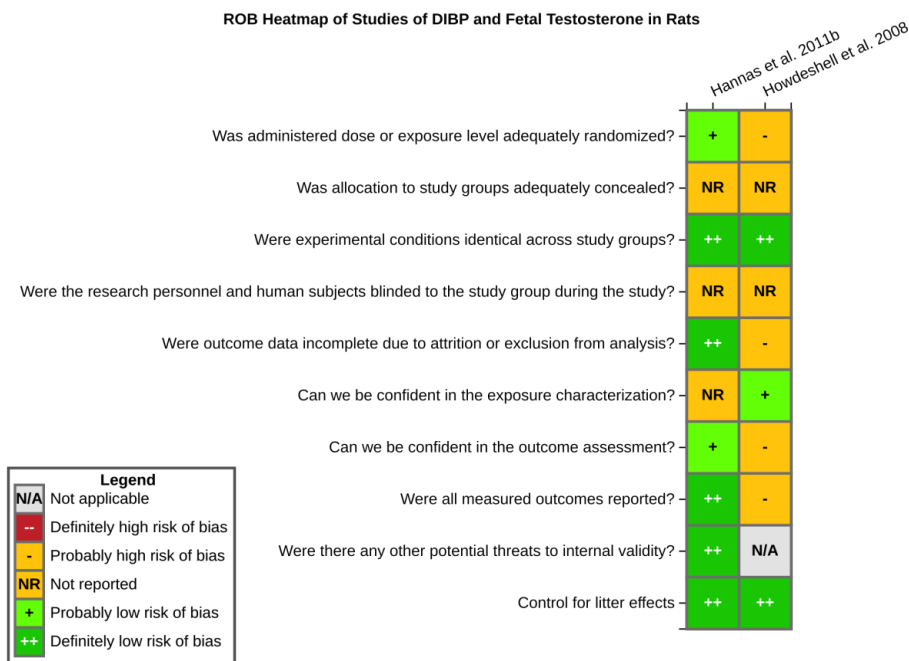 ROB Heatmap of Studies of DIBP and Fetal Testosterone in Rats
Hannas et al. 2011b
Howdeshell et al. 2008
Was administered dose or exposure level adequately randomized? + -
Was allocation to study groups adequately concealed? NR NR
Were experimental conditions identical across study groups? ++ ++
Were the research personnel and human subjects blinded to the study group during the study? NR NR
Were outcome data incomplete due to attrition or exclusion from analysis? ++ -
Can we be confident in the exposure characterization? NR +
Can we be confident in the outcome assessment? + -
Were all measured outcomes reported? ++ -
Were there any other potential threats to internal validity? ++ N/A
Control for litter effects ++ ++
Legend
N/A Not applicable
-- Definitely high risk of bias
- Probably high risk of bias
NR Not reported
+ Probably low risk of bias
++ Definitely low risk of bias